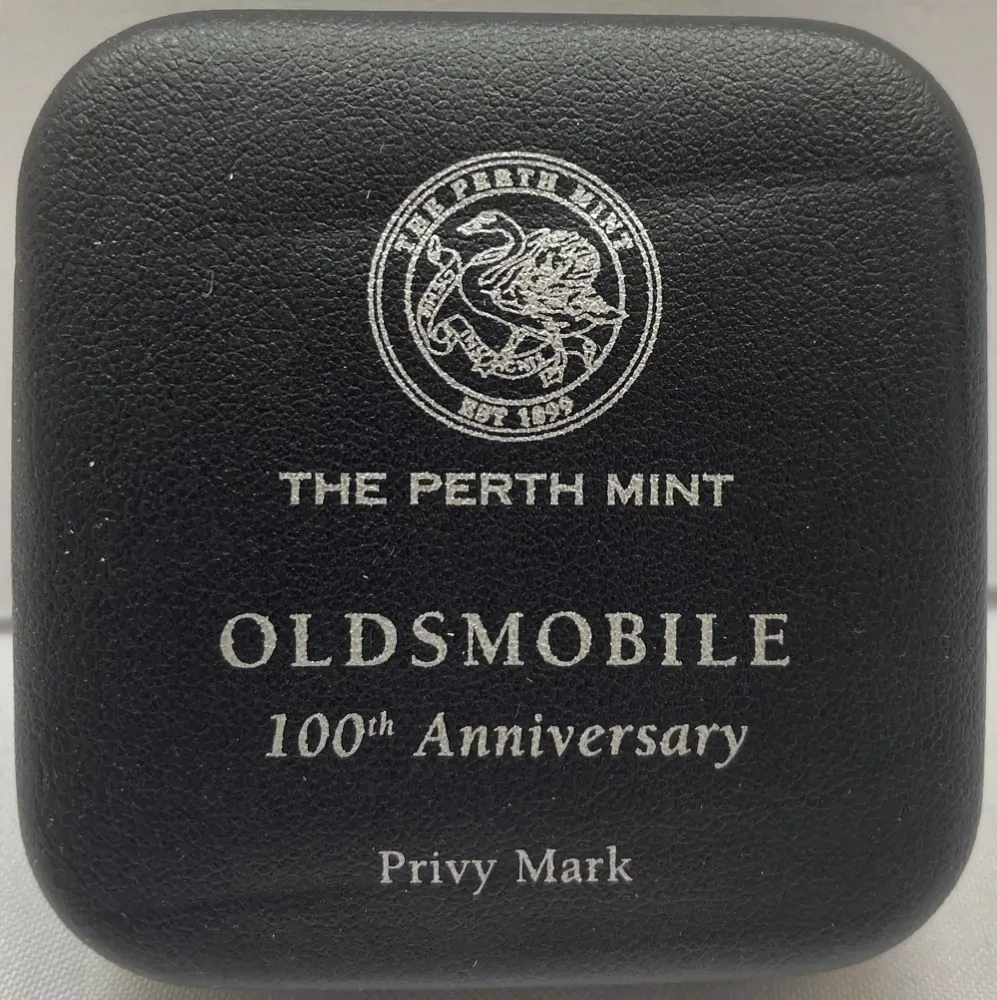 THE PERTH MINT
EST 1899
THE PERTH MINT
OLDSMOBILE
100th Anniversary
Privy Mark